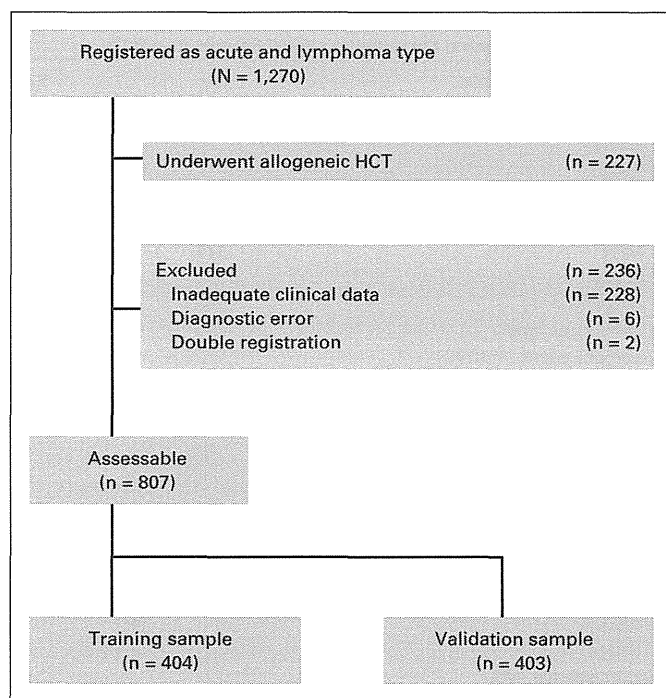 Registered as acute and lymphoma type
(N = 1,270)
Underwent allogeneic HCT (n = 227)
Excluded (n = 236)
Inadequate clinical data (n = 228)
Diagnostic error (n = 6)
Double registration (n = 2)
Assessable
(n = 807)
Training sample
(n = 404)
Validation sample
(n = 403)